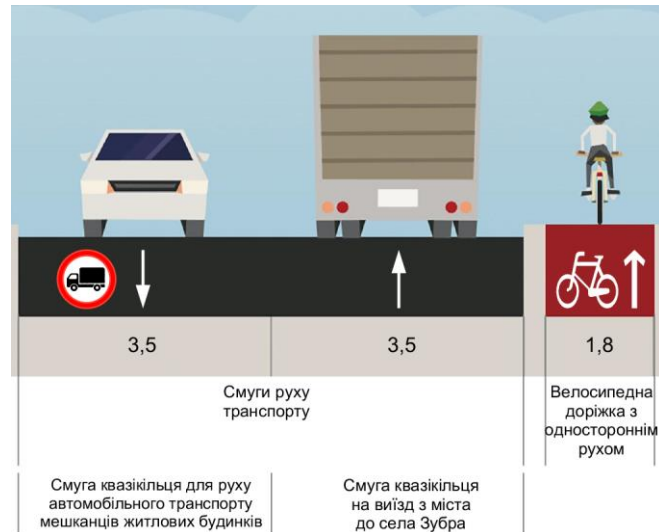 3,5
3,5
1,8
Смуги руху
транспорту
Велосипедна
доріжка з
одностороннім
рухом
Смуга квазікільця для руху
автомобільного транспорту
мешканців житлових будинків
Смуга квазікільця
на виїзд з міста
до села Зубра